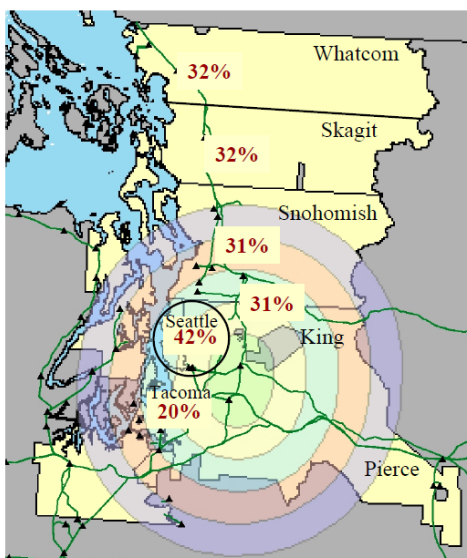 Whatcom
32%
Skagit
32%
Snohomish
31%
31%
Seattle
King
42%
Tacoma
20%
Pierce